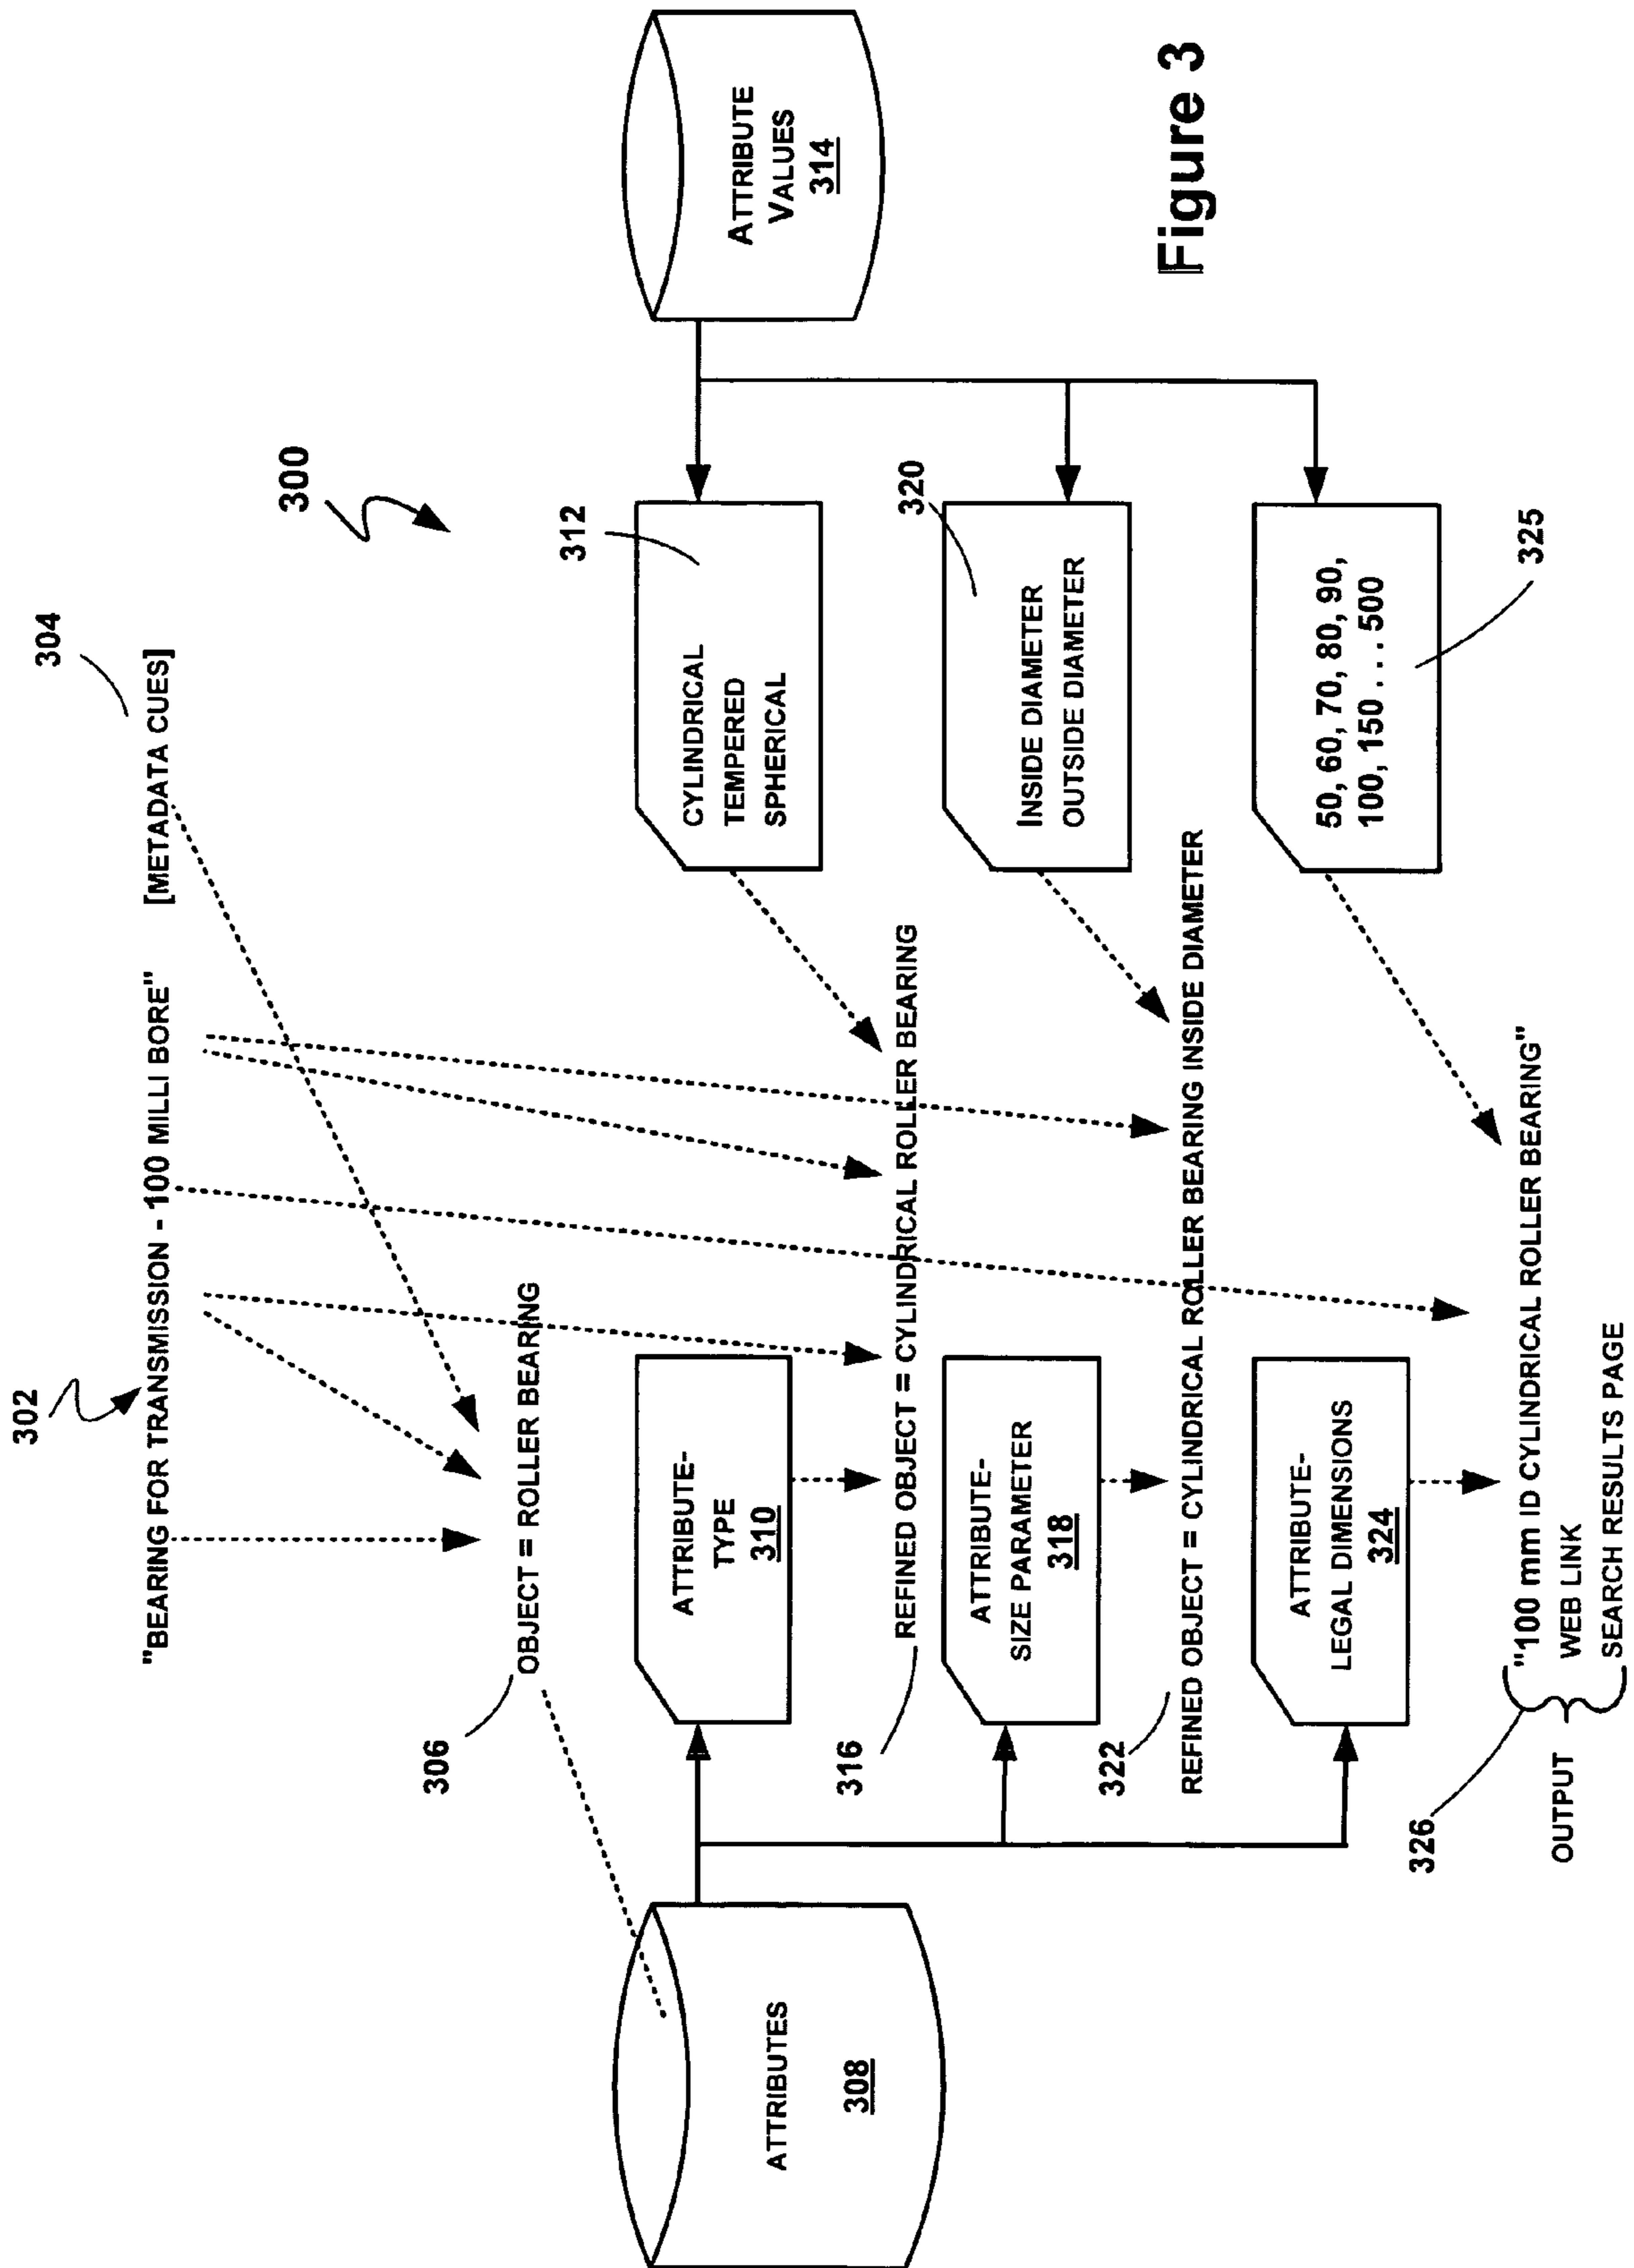 302
304
"BEARING FOR TRANSMISSION - 100 MILLI BORE" [METADATA CUES]
300
306
OBJECT = ROLLER BEARING
ATTRIBUTES
308
ATTRIBUTE-
TYPE
310
312
CYLINDRICAL
TEMPERED
SPHERICAL
ATTRIBUTE
VALUES
314
316
REFINED OBJECT = CYLINDRICAL ROLLER BEARING
ATTRIBUTE-
SIZE PARAMETER
318
320
INSIDE DIAMETER
OUTSIDE DIAMETER
322
REFINED OBJECT = CYLINDRICAL ROLLER BEARING INSIDE DIAMETER
ATTRIBUTE-
LEGAL DIMENSIONS
324
50, 60, 70, 80, 90,
100, 150 . . . 500
325
326
OUTPUT
"100 mm ID CYLINDRICAL ROLLER BEARING"
WEB LINK
SEARCH RESULTS PAGE
Figure 3